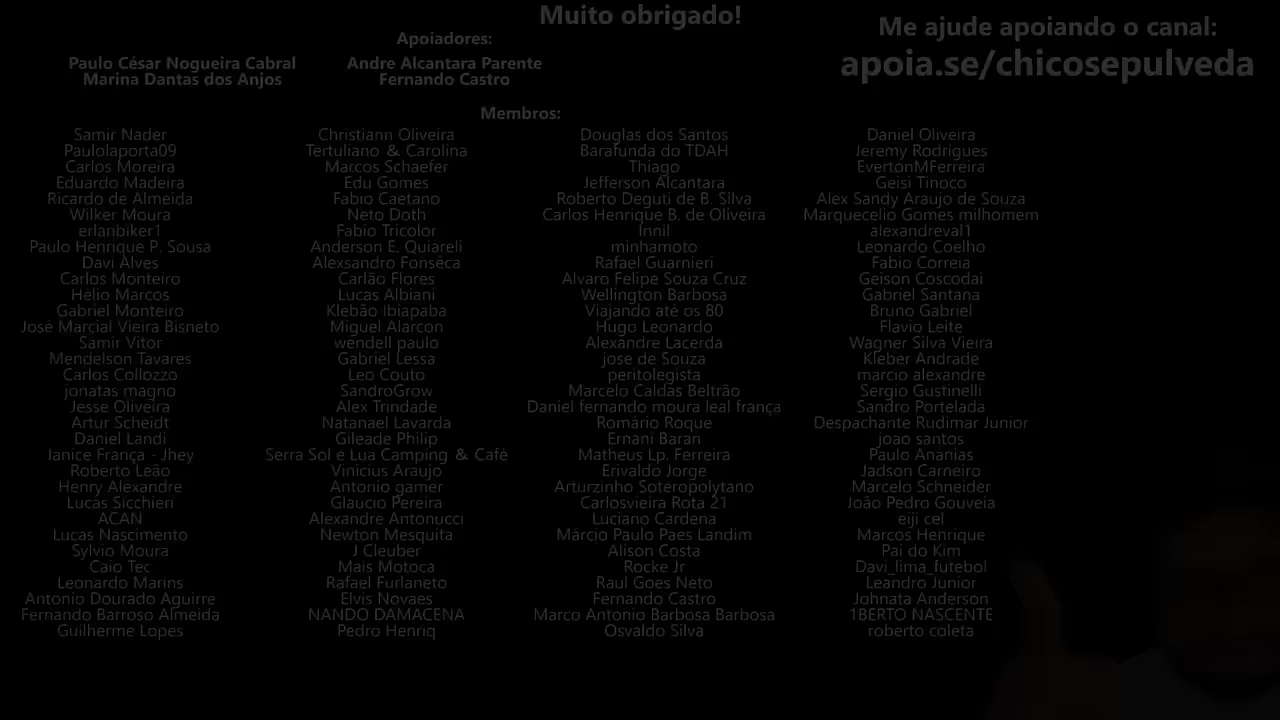 Muito obrigado!
Me ajude apoiando o canal:
apoia.se/chicosepulveda
Apoiadores:
Paulo César Nogueira Cabral
Marina Dantas dos Anjos
Andre Alcantara Parente
Fernando Castro
Membros:
Samir Nader
Paulolaporta09
Carlos Moreira
Eduardo Madeira
Ricardo de Almeida
Wilker Moura
erlanbiker1
Paulo Henrique P. Sousa
Davi Alves
Carlos Monteiro
Hélio Marcos
Gabriel Monteiro
José Marcial Vieira Bisneto
Samir Vitor
Mendelson Tavares
Carlos Collozzo
jonatas magno
Jesse Oliveira
Artur Scheidt
Daniel Landi
Janice França - Jhey
Roberto Leão
Henry Alexandre
Lucas Sicchieri
ACAN
Lucas Nascimento
Sylvio Moura
Caio Tec
Leonardo Marins
Antonio Dourado Aguirre
Fernando Barroso Almeida
Guilherme Lopes
Christiann Oliveira
Tertuliano & Carolina
Marcos Schaefer
Edu Gomes
Fabio Caetano
Neto Doth
Fabio Tricolor
Anderson E. Quiareli
Alexsandro Fonsêca
Carlão Flores
Lucas Albiani
Klebão Ibiapaba
Miguel Alarcon
wendell paulo
Gabriel Lessa
Leo Couto
SandroGrow
Alex Trindade
Natanael Lavarda
Gileade Philip
Serra Sol e Lua Camping & Café
Vinicius Araujo
Antonio gamer
Glaucio Pereira
Alexandre Antonucci
Newton Mesquita
J Cleuber
Mais Motoca
Rafael Furlaneto
Elvis Novaes
NANDO DAMACENA
Pedro Henriq
Douglas dos Santos
Barafunda do TDAH
Thiago
Jefferson Alcantara
Roberto Deguti de B. Silva
Carlos Henrique B. de Oliveira
Innil
minhamoto
Rafael Guarnieri
Alvaro Felipe Souza Cruz
Wellington Barbosa
Viajando até os 80
Hugo Leonardo
Alexandre Lacerda
jose de Souza
peritolegista
Marcelo Caldas Beltrão
Daniel fernando moura leal frança
Romário Roque
Ernani Baran
Matheus Lp. Ferreira
Erivaldo Jorge
Arturzinho Soteropolytano
Carlosvieira Rota 21
Luciano Cardena
Márcio Paulo Paes Landim
Alison Costa
Rocke Jr
Raul Goes Neto
Fernando Castro
Marco Antonio Barbosa Barbosa
Osvaldo Silva
Daniel Oliveira
Jeremy Rodrigues
EvertonMFerreira
Geisi Tinoco
Alex Sandy Araujo de Souza
Marquecelio Gomes milhomem
alexandreval1
Leonardo Coelho
Fabio Correia
Geison Coscodai
Gabriel Santana
Bruno Gabriel
Flavio Leite
Wagner Silva Vieira
Kleber Andrade
marcio alexandre
Sergio Gustinelli
Sandro Portelada
Despachante Rudimar Junior
joao santos
Paulo Ananias
Jadson Carneiro
Marcelo Schneider
João Pedro Gouveia
eiji cel
Marcos Henrique
Pai do Kim
Davi_lima_futebol
Leandro Junior
Johnata Anderson
1BERTO NASCENTE
roberto coleta